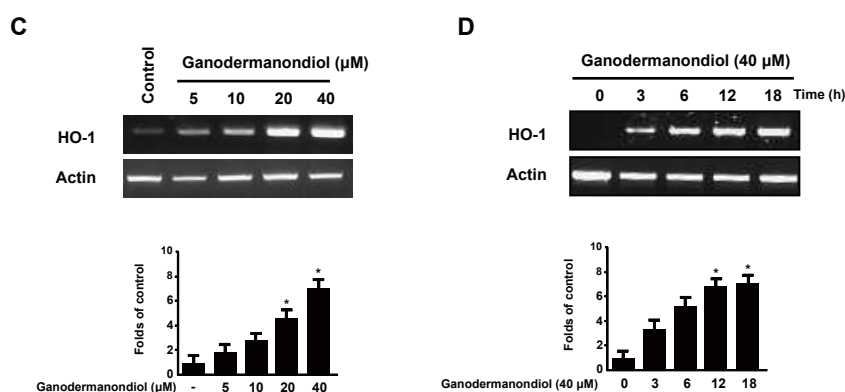 C
Control
Ganodermanondiol (µM)
5 10 20 40
HO-1
Actin
Folds of control
10
8
6
4
2
0
* *
Ganodermanondiol (µM) - 5 10 20 40
D
Ganodermanondiol (40 µM)
0 3 6 12 18 Time (h)
HO-1
Actin
Folds of control
10
8
6
4
2
0
* *
Ganodermanondiol (40 µM) 0 3 6 12 18